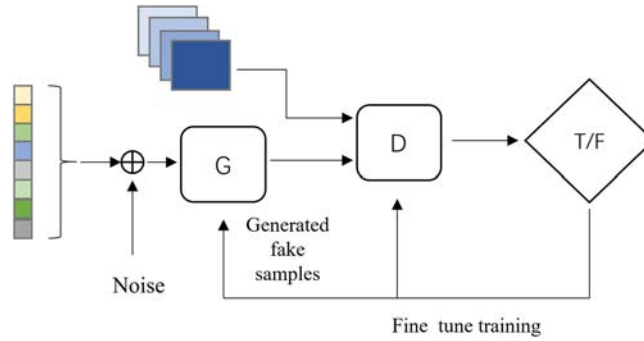 G
D
T/F
Generated
fake
samples
Noise
Fine tune training